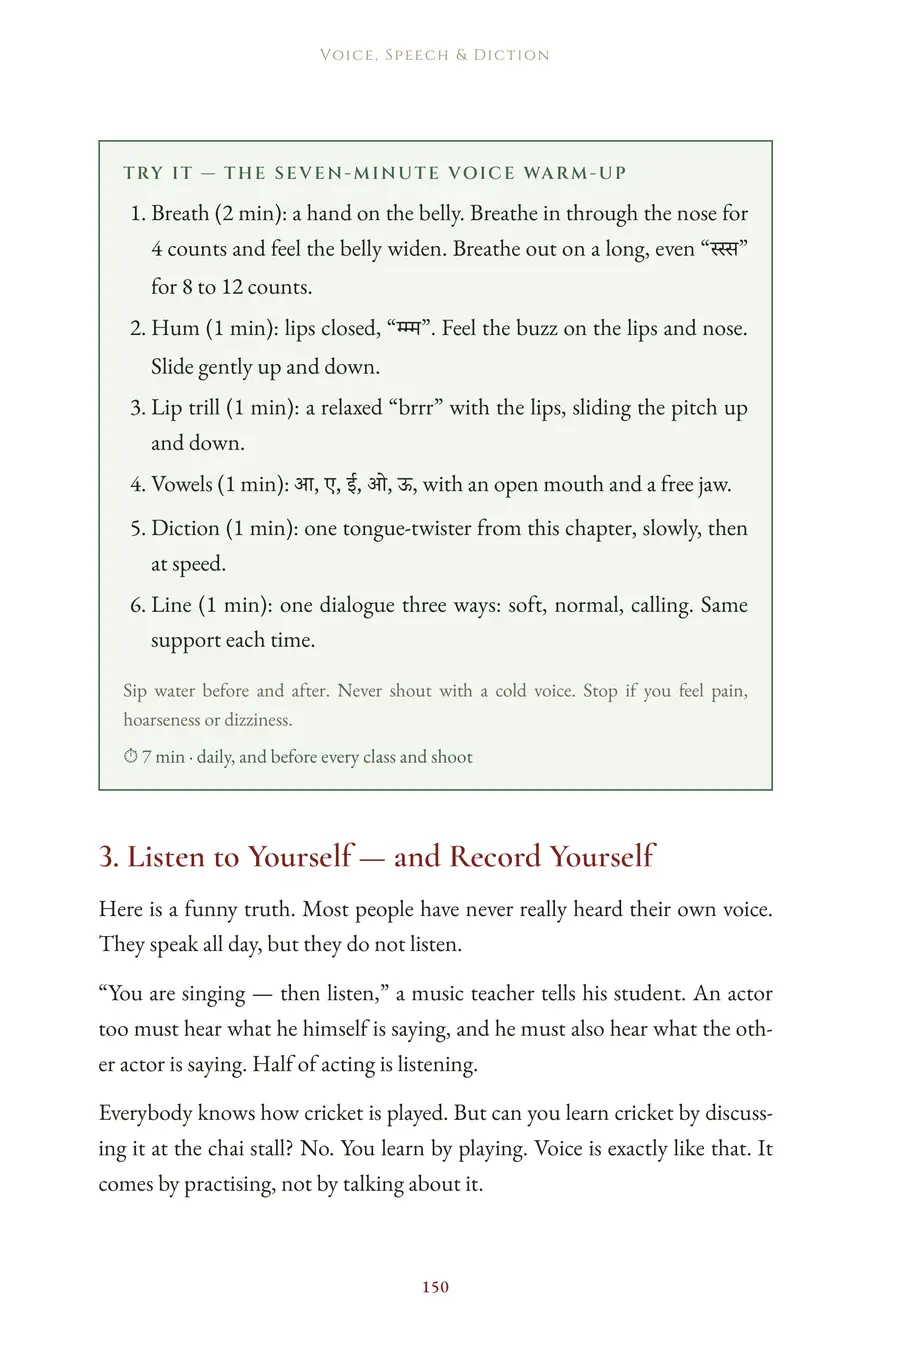 Voice, Speech & Diction
TRY IT — THE SEVEN-MINUTE VOICE WARM-UP
1. Breath (2 min): a hand on the belly. Breathe in through the nose for
4 counts and feel the belly widen. Breathe out on a long, even “स्स्स”
for 8 to 12 counts.
2. Hum (1 min): lips closed, “म्म्म”. Feel the buzz on the lips and nose.
Slide gently up and down.
3. Lip trill (1 min): a relaxed “brrr” with the lips, sliding the pitch up
and down.
4. Vowels (1 min): आ, ए, ई, ओ, ऊ, with an open mouth and a free jaw.
5. Diction (1 min): one tongue-twister from this chapter, slowly, then
at speed.
6. Line (1 min): one dialogue three ways: soft, normal, calling. Same
support each time.
Sip water before and after. Never shout with a cold voice. Stop if you feel pain,
hoarseness or dizziness.
⏱ 7 min · daily, and before every class and shoot
3. Listen to Yourself — and Record Yourself
Here is a funny truth. Most people have never really heard their own voice.
They speak all day, but they do not listen.
“You are singing — then listen,” a music teacher tells his student. An actor
too must hear what he himself is saying, and he must also hear what the oth-
er actor is saying. Half of acting is listening.
Everybody knows how cricket is played. But can you learn cricket by discuss-
ing it at the chai stall? No. You learn by playing. Voice is exactly like that. It
comes by practising, not by talking about it.
150